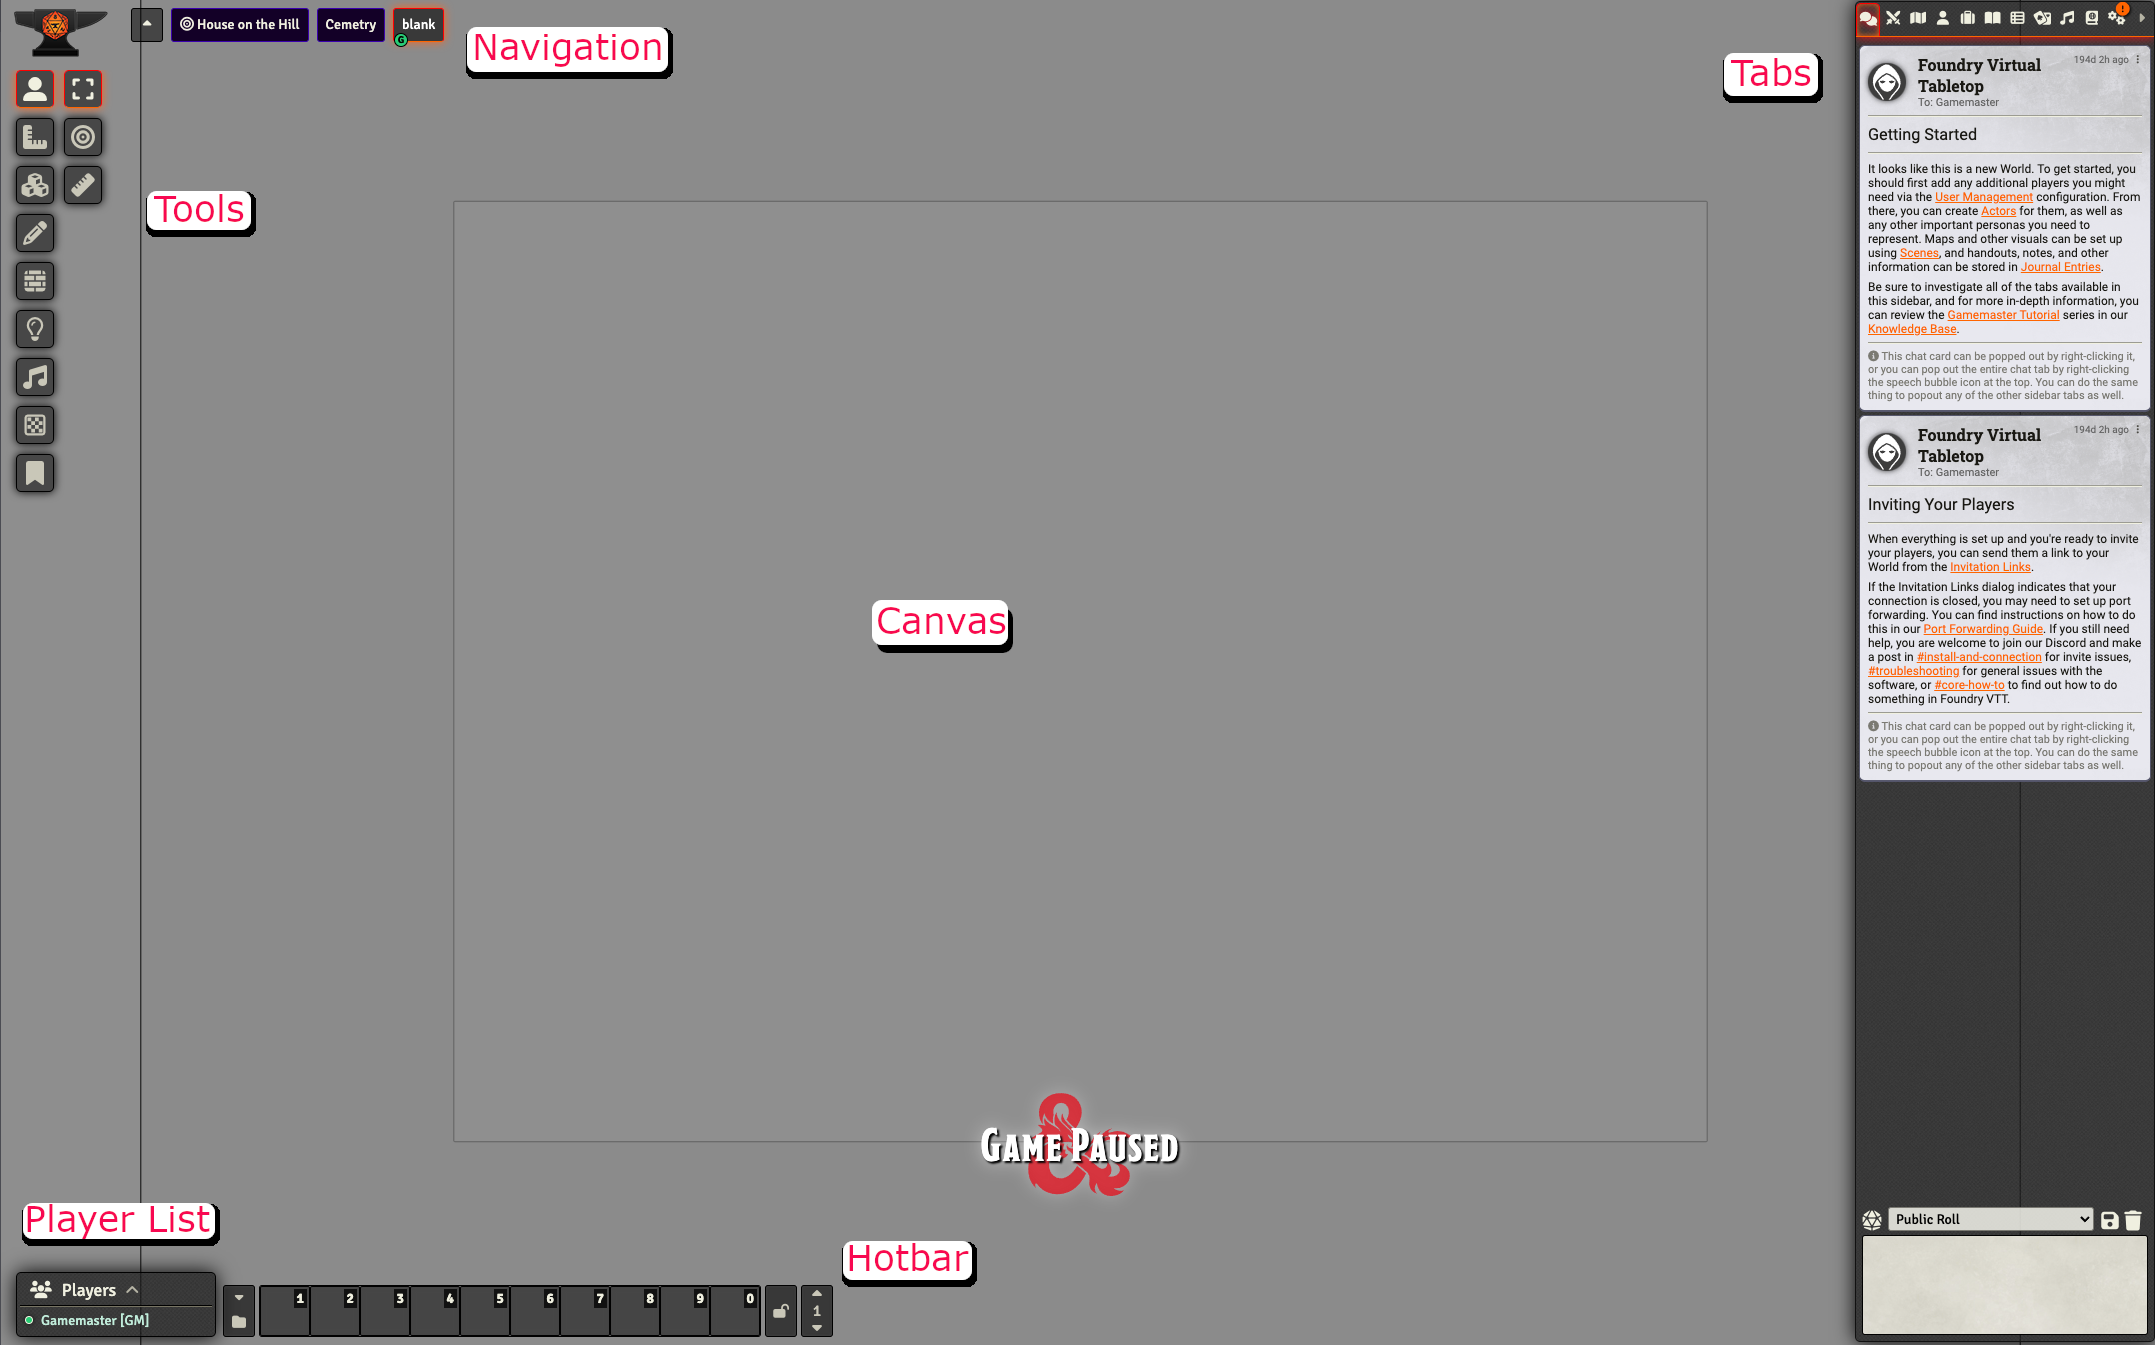 House on the Hill
Cemetry
blank
G
Navigation
Tabs
Tools
Canvas
Foundry Virtual
Tabletop
194d 2h ago
To: Gamemaster
Getting Started
It looks like this is a new World. To get started, you
should first add any additional players you might
need via the User Management configuration. From
there, you can create Actors for them, as well as
any other important personas you need to
represent. Maps and other visuals can be set up
using Scenes, and handouts, notes, and other
information can be stored in Journal Entries.
Be sure to investigate all of the tabs available in
this sidebar, and for more in-depth information, you
can review the Gamemaster Tutorial series in our
Knowledge Base.
This chat card can be popped out by right-clicking it,
or you can pop out the entire chat tab by right-clicking
the speech bubble icon at the top. You can do the same
thing to popout any of the other sidebar tabs as well.
Foundry Virtual
Tabletop
194d 2h ago
To: Gamemaster
Inviting Your Players
When everything is set up and you're ready to invite
your players, you can send them a link to your
World from the Invitation Links.
If the Invitation Links dialog indicates that your
connection is closed, you may need to set up port
forwarding. You can find instructions on how to do
this in our Port Forwarding Guide. If you still need
help, you are welcome to join our Discord and make
a post in #install-and-connection for invite issues,
#troubleshooting for general issues with the
software, or #core-how-to to find out how to do
something in Foundry VTT.
This chat card can be popped out by right-clicking it,
or you can pop out the entire chat tab by right-clicking
the speech bubble icon at the top. You can do the same
thing to popout any of the other sidebar tabs as well.
Game Paused
Public Roll
Player List
Hotbar
Players
Gamemaster [GM]
1 2 3 4 5 6 7 8 9 0
1